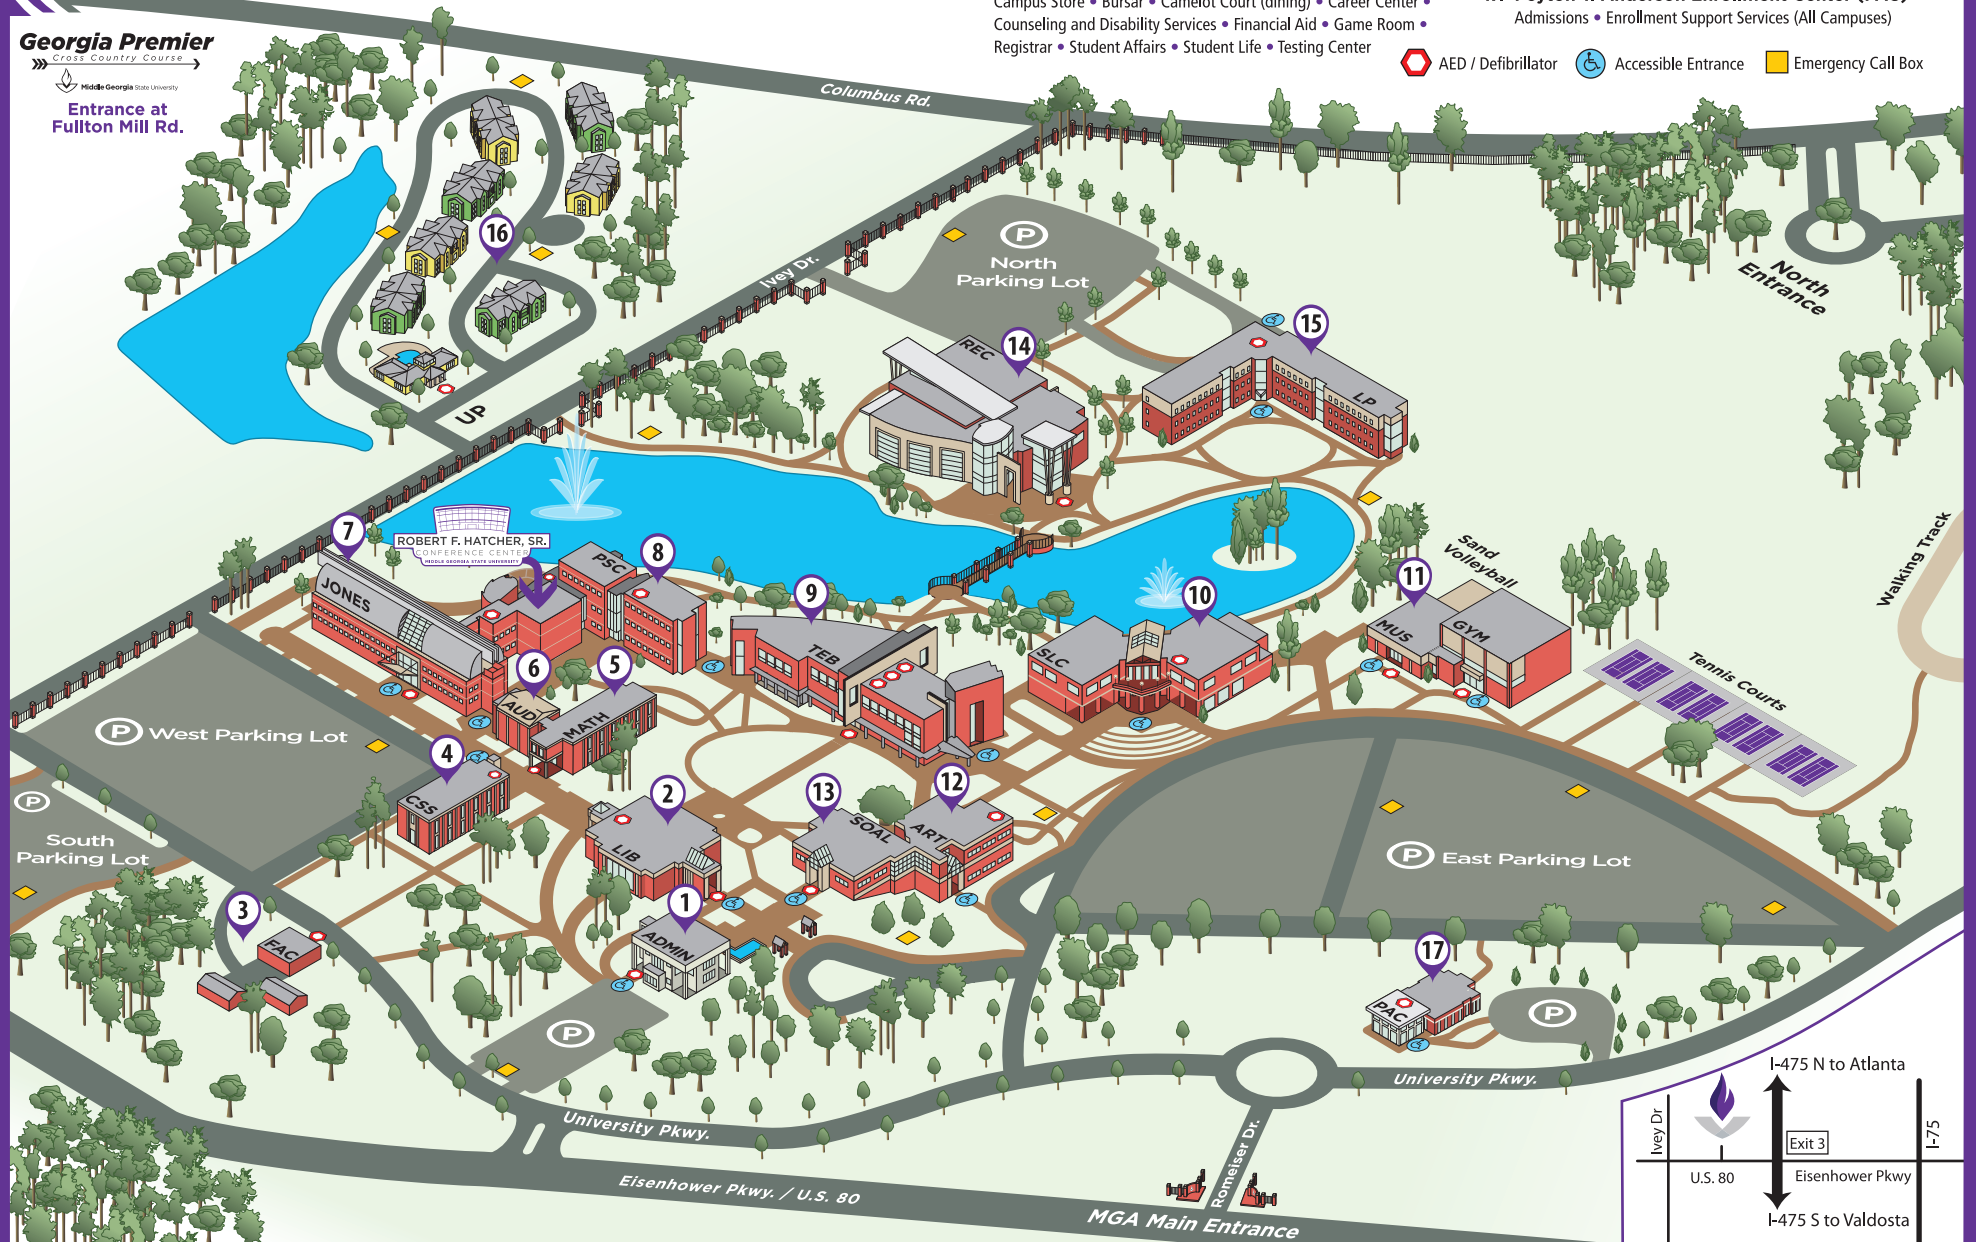 Campus Store • Bursar • Camelot Court (dining) • Career Center •
Counseling and Disability Services • Financial Aid • Game Room •
Registrar • Student Affairs • Student Life • Testing Center
Admissions • Enrollment Support Services (All Campuses)
AED / Defibrillator
Accessible Entrance
Emergency Call Box
Georgia Premier
Cross Country Course
Middle Georgia State University
Entrance at
Fullton Mill Rd.
Columbus Rd.
16
Ivey Dr.
P
North
Parking Lot
North
Entrance
UP
REC
14
15
LP
7
ROBERT F. HATCHER, SR.
CONFERENCE CENTER
MIDDLE GEORGIA STATE UNIVERSITY
JONES
PSC
8
9
TEB
10
SLC
11
MUS
GYM
Sand
Volleyball
Walking Track
Tennis Courts
6
AUD
5
MATH
P West Parking Lot
4
CSS
P
South
Parking Lot
2
LIB
13
SOAL
12
ART
P East Parking Lot
3
FAC
1
ADMIN
P
17
PAC
P
University Pkwy.
University Pkwy.
Romeiser Dr.
Eisenhower Pkwy. / U.S. 80
MGA Main Entrance
I-475 N to Atlanta
Ivey Dr
Exit 3
I-75
U.S. 80
Eisenhower Pkwy
I-475 S to Valdosta